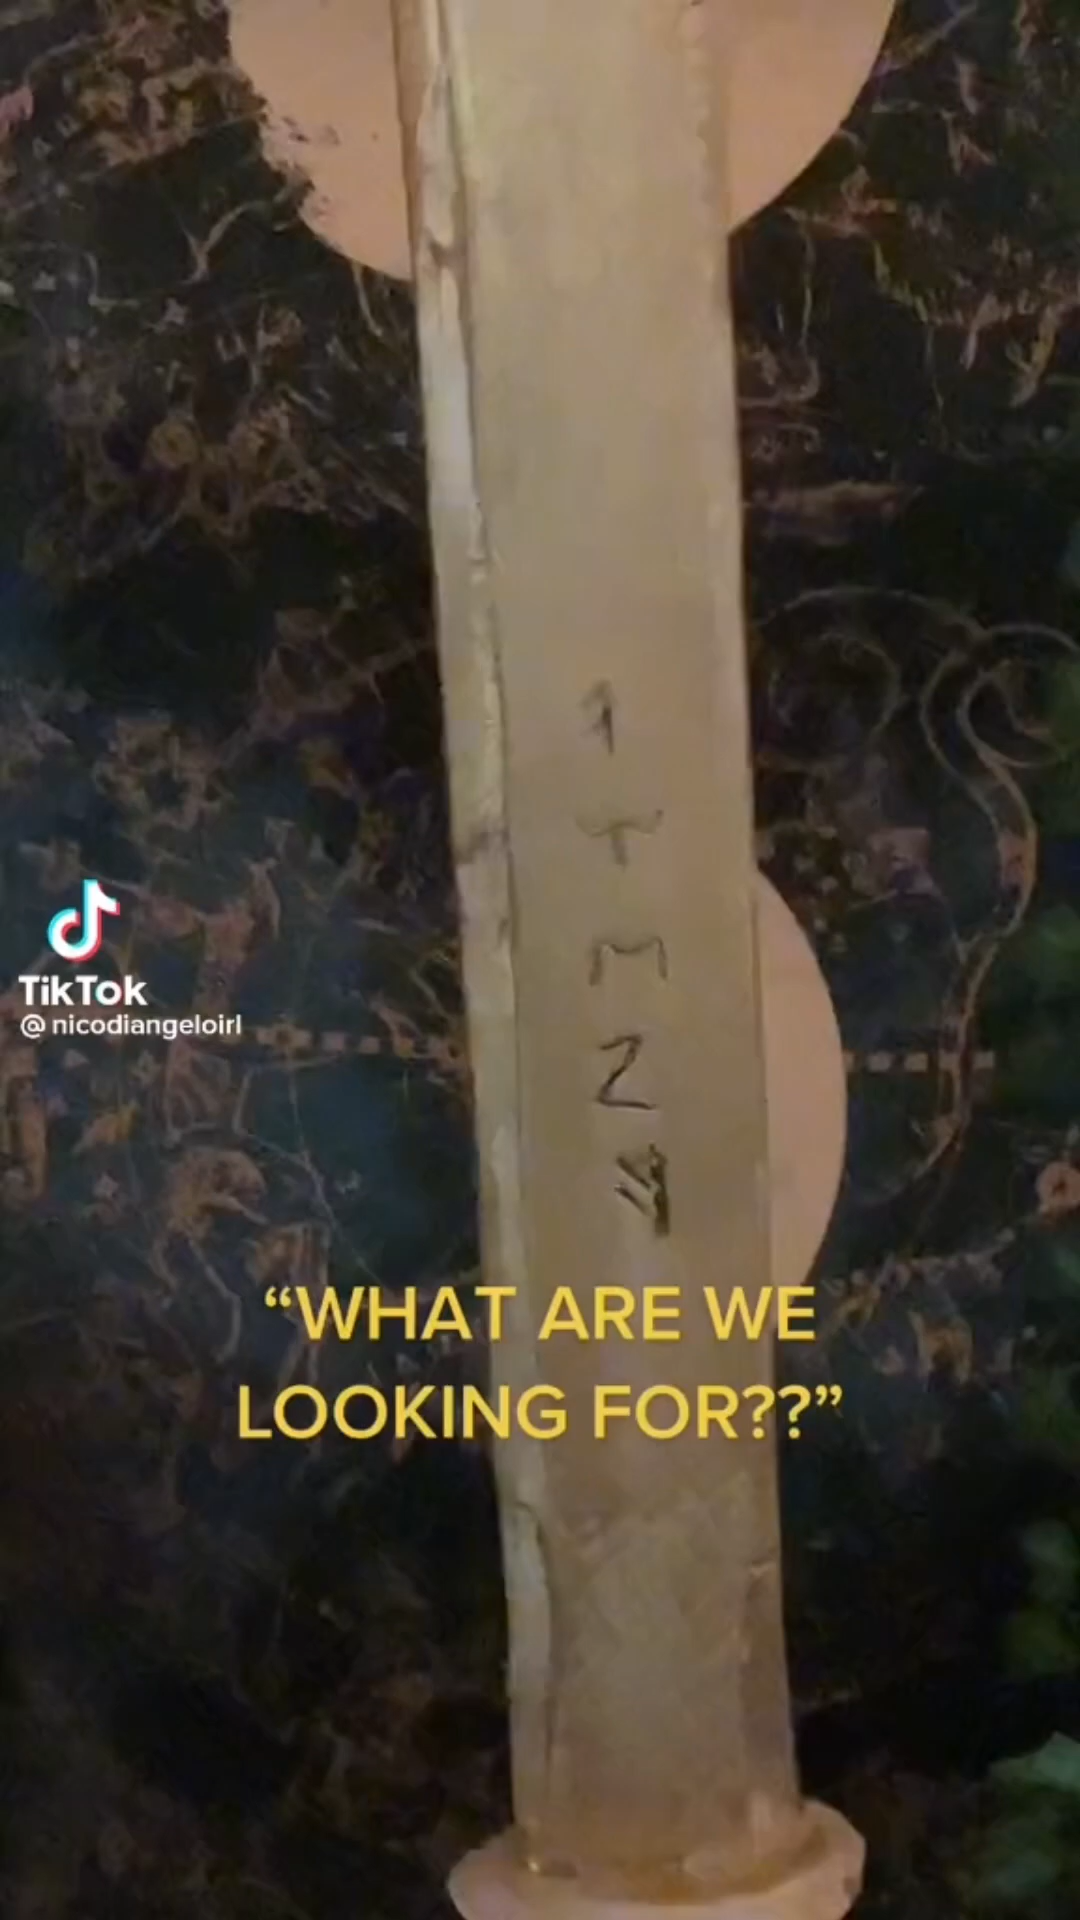 T
M
Z
TikTok
@nicodiangeloirl
“WHAT ARE WE
LOOKING FOR??”